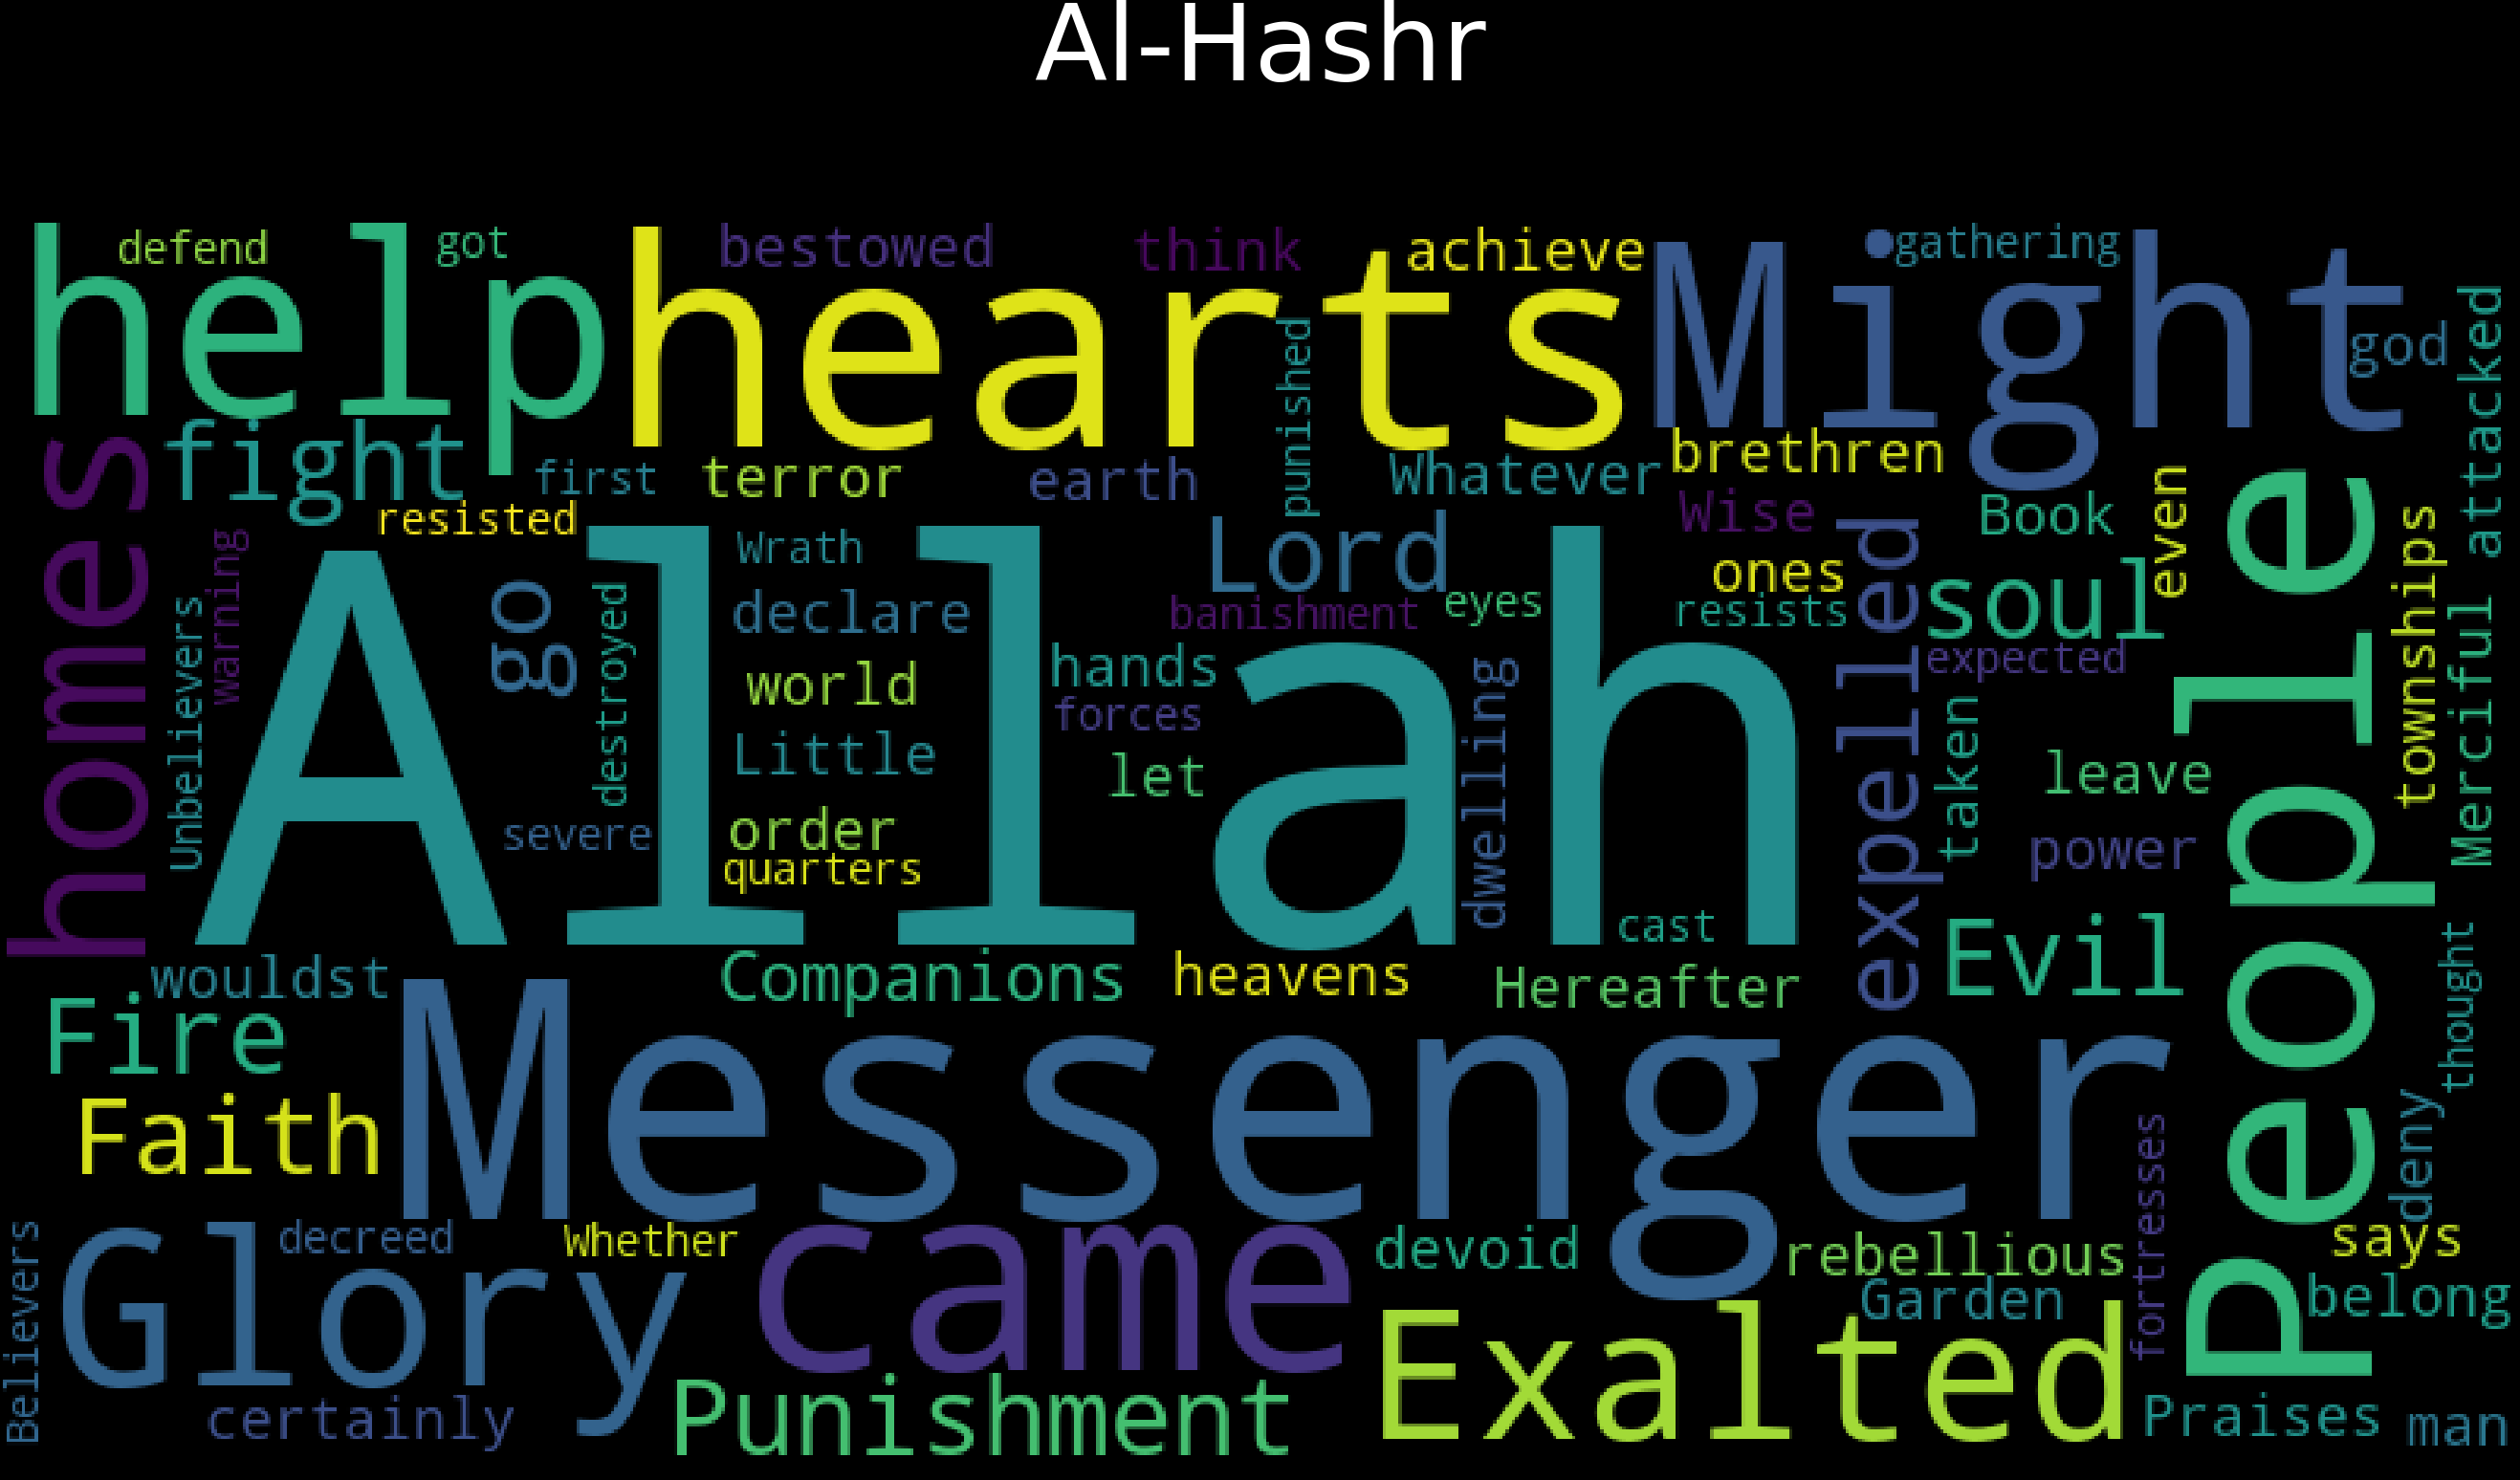 Al-Hashr
defend
got
bestowed
think
achieve
gathering
help
hearts
Might
god
attacked
punished
homes
fight
first
terror
earth
Whatever
brethren
resisted
Wrath
Lord
Wise
Book
even
People
townships
warning
Unbelievers
Allah
go
destroyed
declare
banishment
eyes
ones
resists
expelled
soul
expected
Merciful
world
hands
forces
dwelling
Little
let
taken
leave
severe
order
quarters
power
cast
Evil
thought
wouldst
Companions
heavens
Hereafter
Fire
Messenger
Faith
deny
fortresses
Believers
decreed
Whether
came
devoid
rebellious
says
Glory
Garden
belong
Exalted
certainly
Punishment
Praises
man